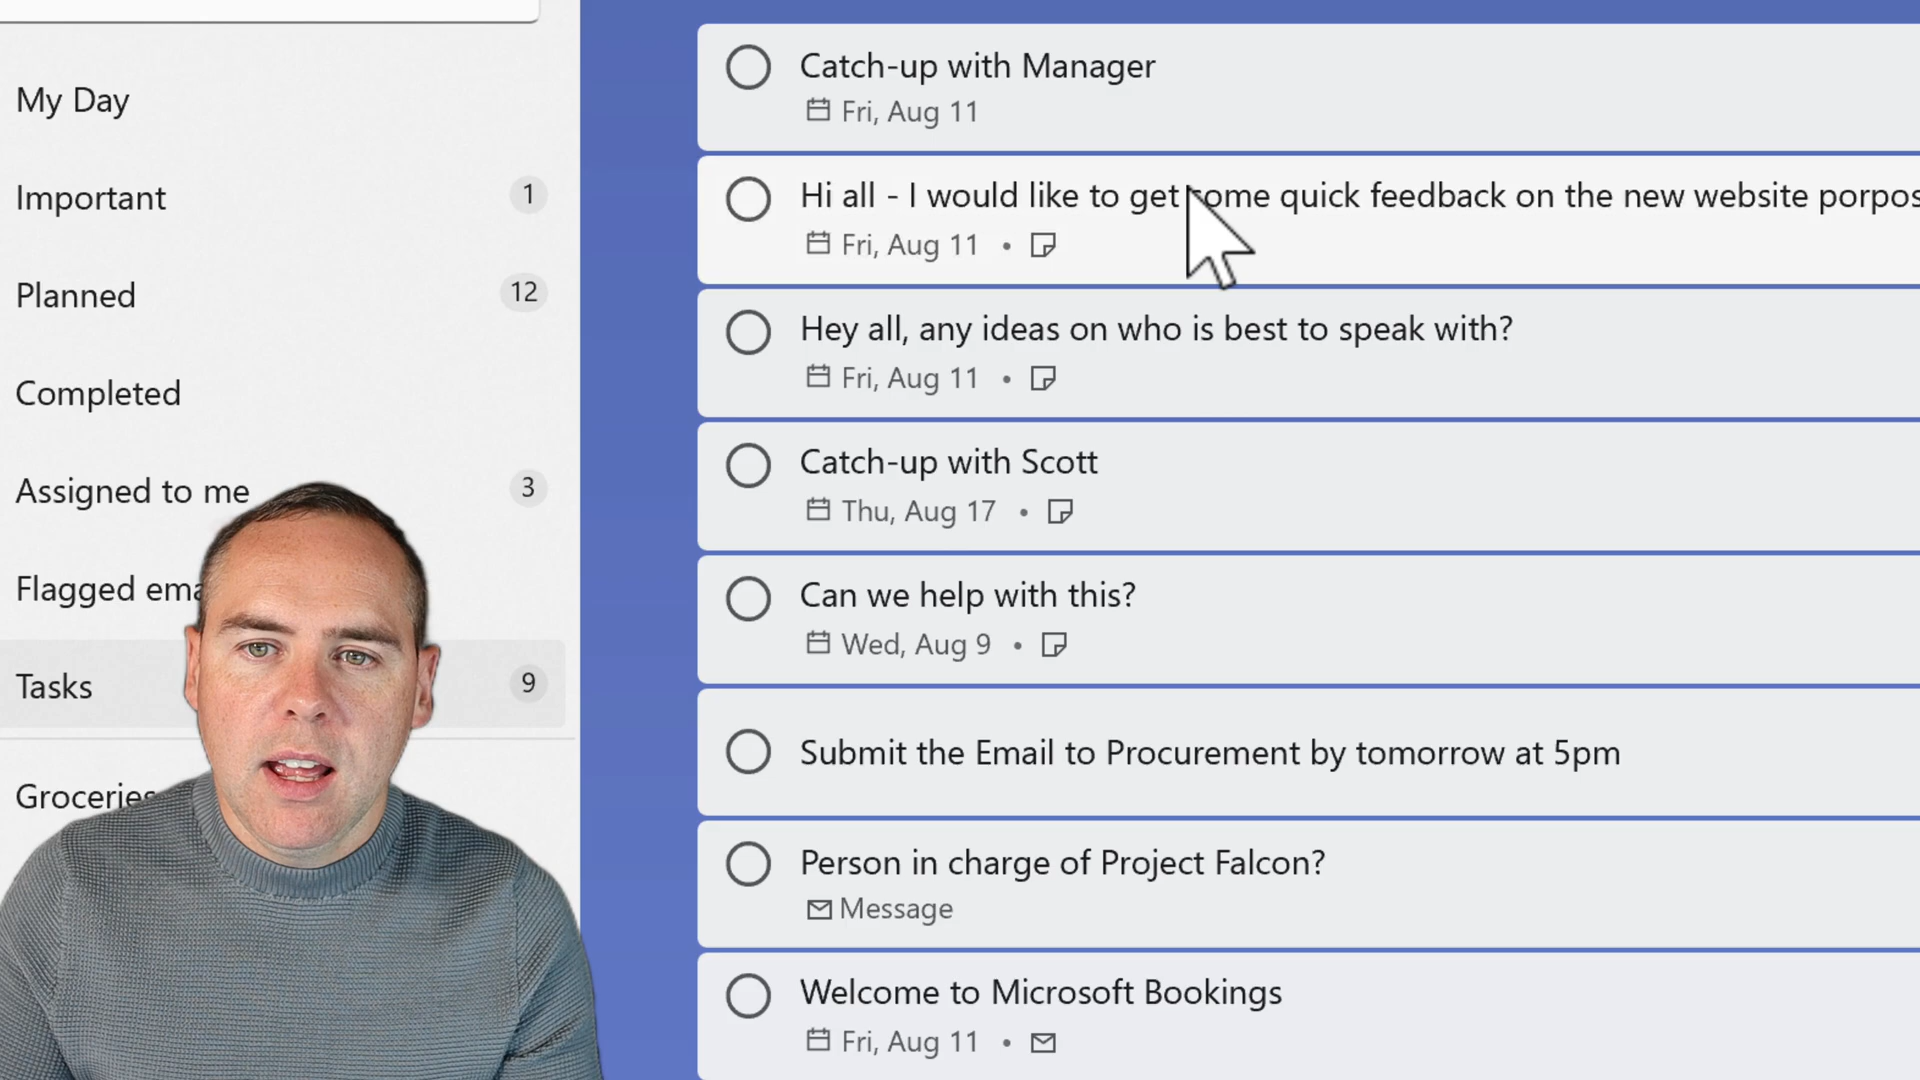 My Day
Important 1
Planned 12
Completed
Assigned to me 3
Flagged
Tasks 9
Groceries
Catch-up with Manager
Fri, Aug 11
Hi all - I would like to get some quick feedback on the new website
Fri, Aug 11 •
Hey all, any ideas on who is best to speak with?
Fri, Aug 11 •
Catch-up with Scott
Thu, Aug 17 •
Can we help with this?
Wed, Aug 9 •
Submit the Email to Procurement by tomorrow at 5pm
Person in charge of Project Falcon?
Message
Welcome to Microsoft Bookings
Fri, Aug 11 •